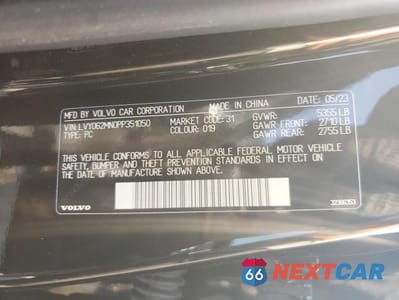 MFD. BY VOLVO CAR CORPORATION MADE IN CHINA DATE: 05/23
VIN: LVY062MN0PP351050 MARKET CODE: 31 GVWR: 5355 LB
TYPE: PC COLOUR: 019 GAWR FRONT: 2710 LB
GAWR REAR: 2755 LB
THIS VEHICLE CONFORMS TO ALL APPLICABLE FEDERAL MOTOR VEHICLE
SAFETY, BUMPER AND THEFT PREVENTION STANDARDS IN EFFECT ON THE
DATE OF MANUFACTURE SHOWN ABOVE.
VOLVO
66 NEXTCAR